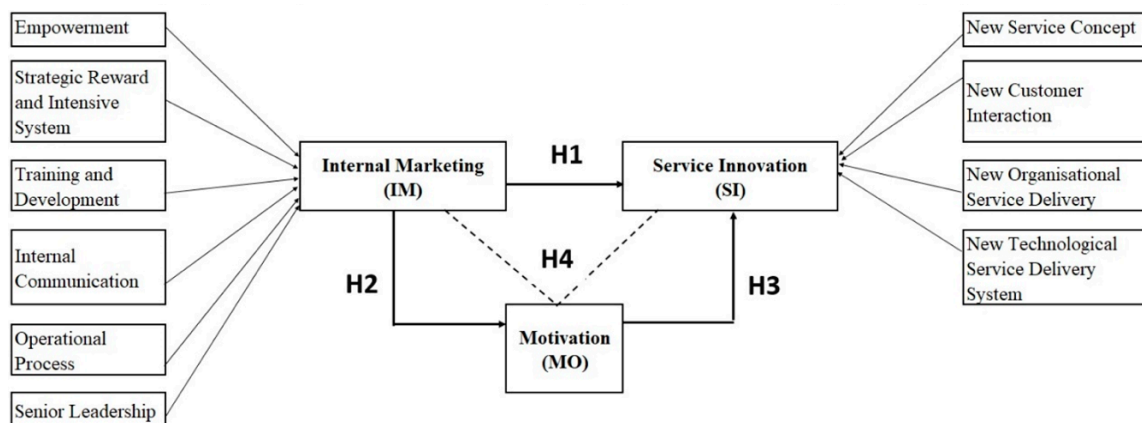 Empowerment
Strategic Reward
and Intensive
System
Training and
Development
Internal
Communication
Operational
Process
Senior Leadership
Internal Marketing
(IM)
H1
Service Innovation
(SI)
H2
H4
H3
Motivation
(MO)
New Service Concept
New Customer
Interaction
New Organisational
Service Delivery
New Technological
Service Delivery
System